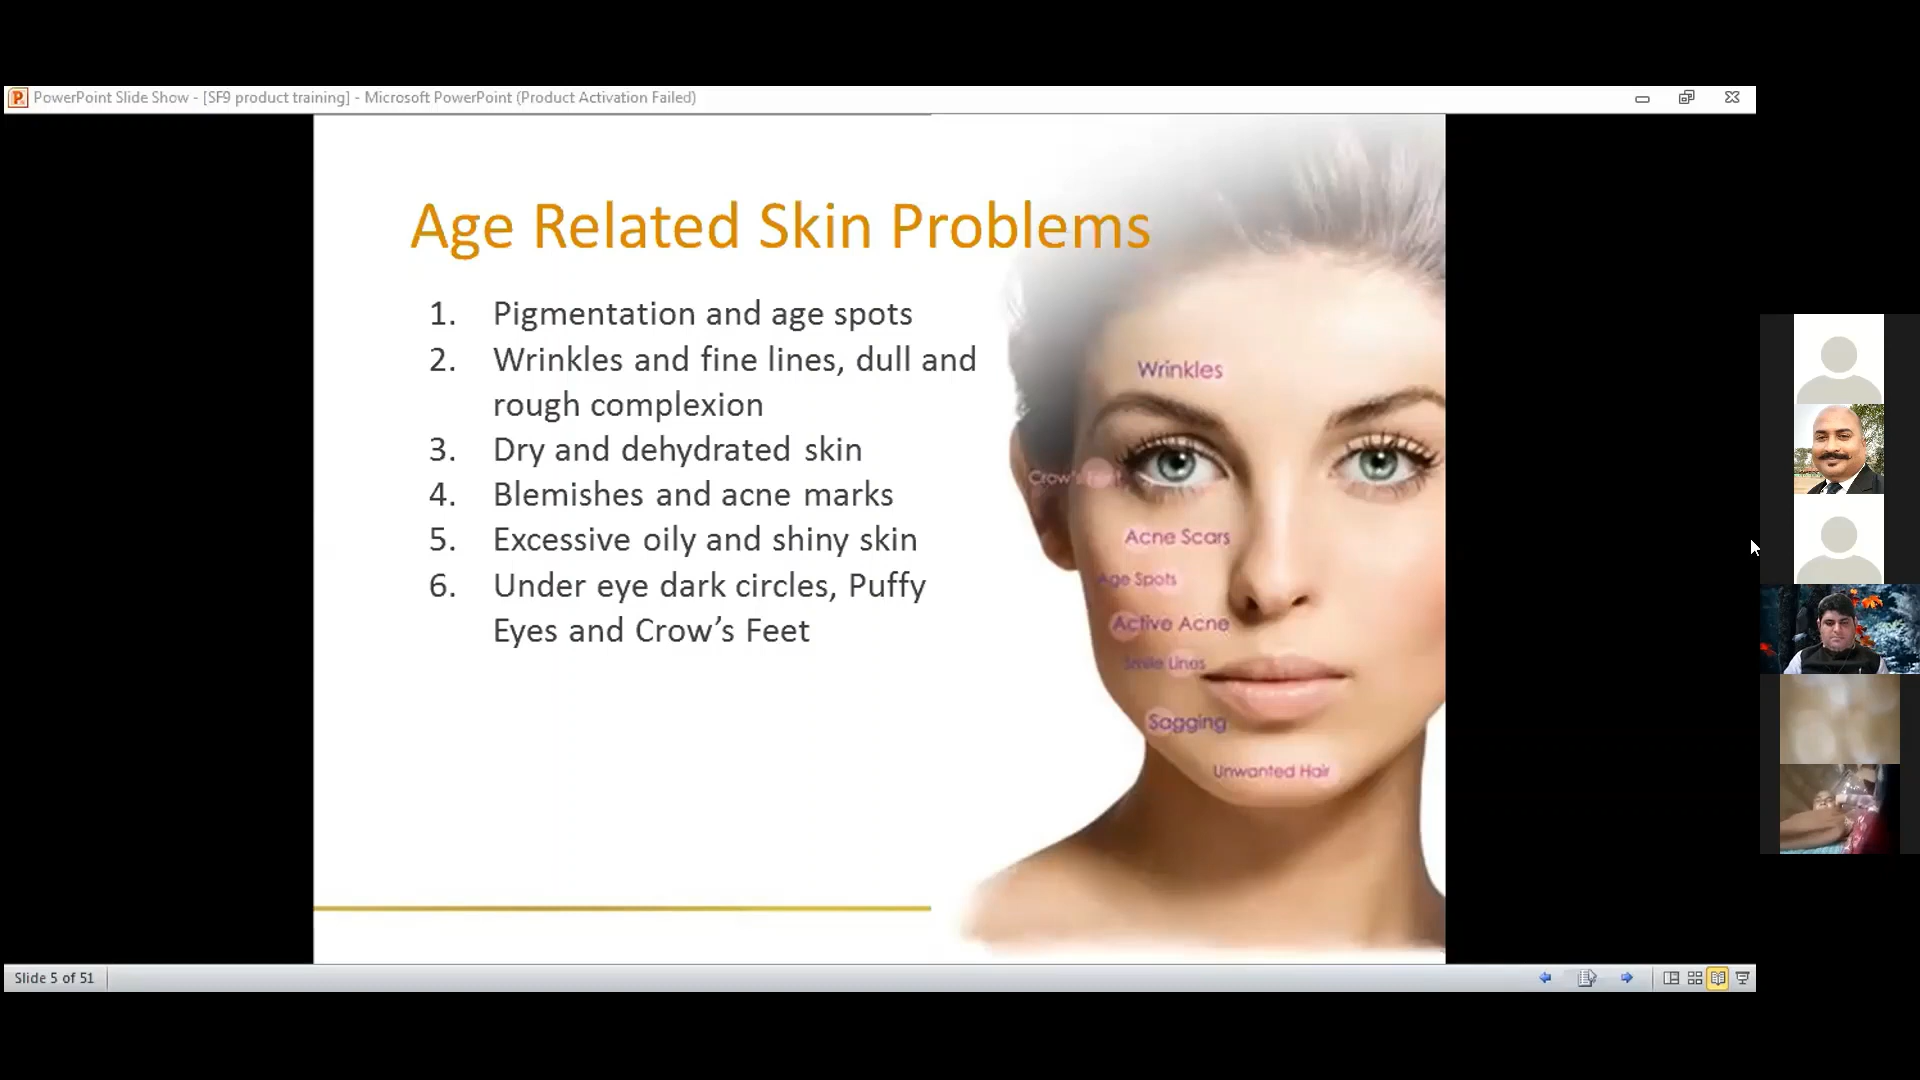 PowerPoint Slide Show - [SF9 product training] - Microsoft PowerPoint (Product Activation Failed)
Age Related Skin Problems
1. Pigmentation and age spots
2. Wrinkles and fine lines, dull and
rough complexion
3. Dry and dehydrated skin
4. Blemishes and acne marks
5. Excessive oily and shiny skin
6. Under eye dark circles, Puffy
Eyes and Crow’s Feet
Wrinkles
Crow's Feet
Acne Scars
Age Spots
Active Acne
Smile Lines
Sagging
Unwanted Hair
Slide 5 of 51